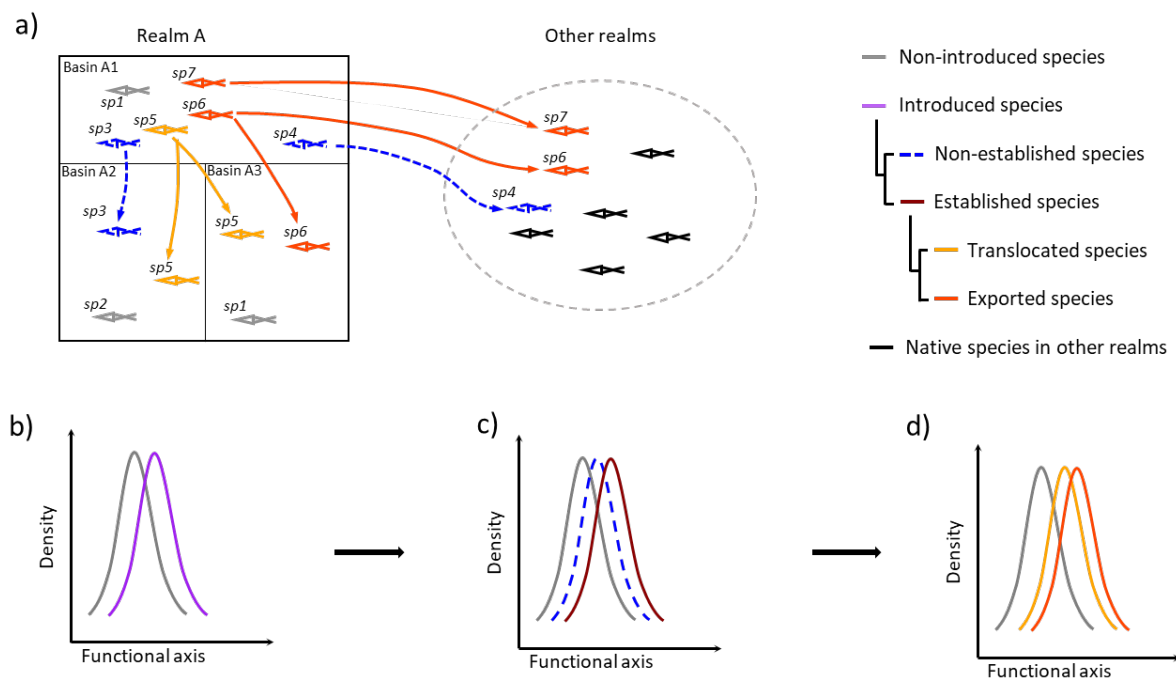 a)
Realm A
Other realms
Basin A1
sp7
sp1
sp6
sp5
sp3
sp4
Basin A2
Basin A3
sp3
sp5
sp6
sp5
sp2
sp1
sp7
sp6
sp4
Non-introduced species
Introduced species
Non-established species
Established species
Translocated species
Exported species
Native species in other realms
b)
Density
Functional axis
c)
Density
Functional axis
d)
Density
Functional axis